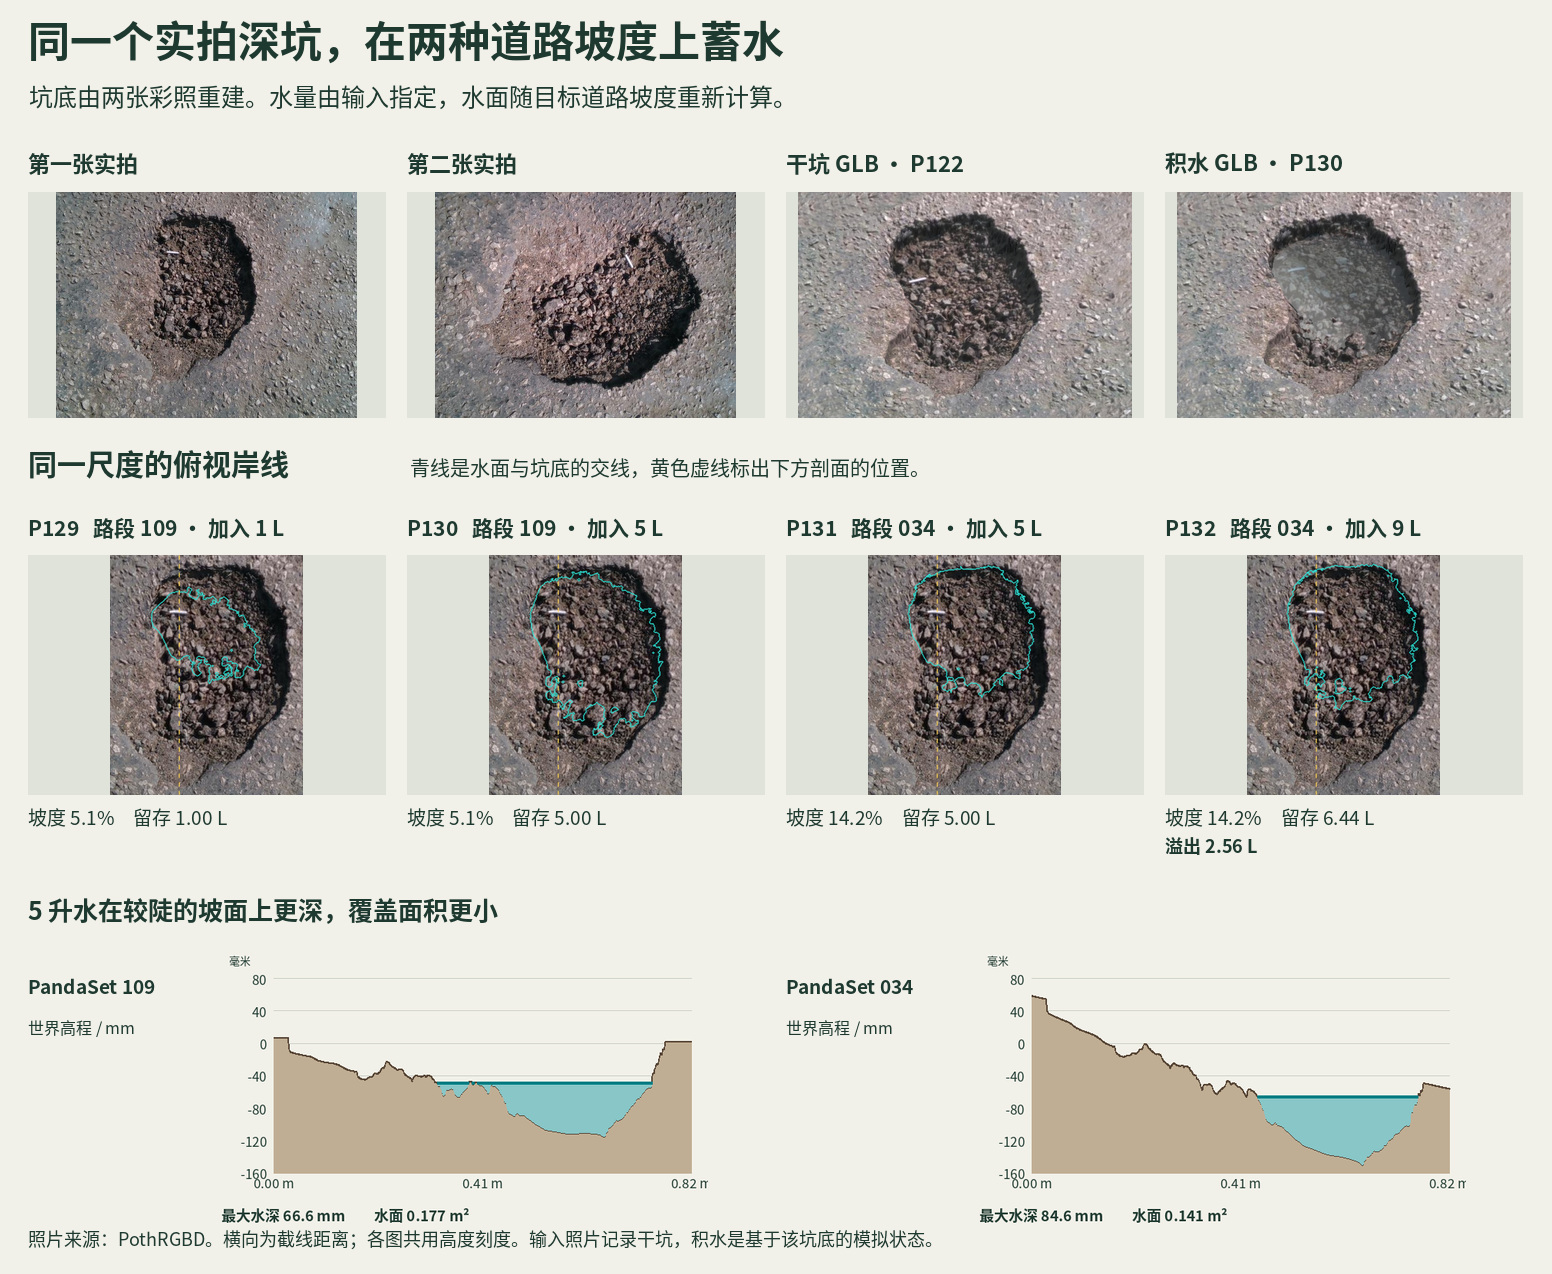 同一个实拍深坑，在两种道路坡度上蓄水
坑底由两张彩照重建。水量由输入指定，水面随目标道路坡度重新计算。
第一张实拍
第二张实拍
干坑 GLB · P122
积水 GLB · P130
同一尺度的俯视岸线
青线是水面与坑底的交线，黄色虚线标出下方剖面的位置。
P129 路段 109 · 加入 1 L
P130 路段 109 · 加入 5 L
P131 路段 034 · 加入 5 L
P132 路段 034 · 加入 9 L
坡度 5.1% 留存 1.00 L
坡度 5.1% 留存 5.00 L
坡度 14.2% 留存 5.00 L
坡度 14.2% 留存 6.44 L
溢出 2.56 L
5 升水在较陡的坡面上更深，覆盖面积更小
PandaSet 109
世界高程 / mm
毫米
80
40
0
-40
-80
-120
-160
0.00 m
0.41 m
0.82 m
最大水深 66.6 mm 水面 0.177 m²
PandaSet 034
世界高程 / mm
毫米
80
40
0
-40
-80
-120
-160
0.00 m
0.41 m
0.82 m
最大水深 84.6 mm 水面 0.141 m²
照片来源：PothRGBD。横向为截线距离；各图共用高度刻度。输入照片记录干坑，积水是基于该坑底的模拟状态。